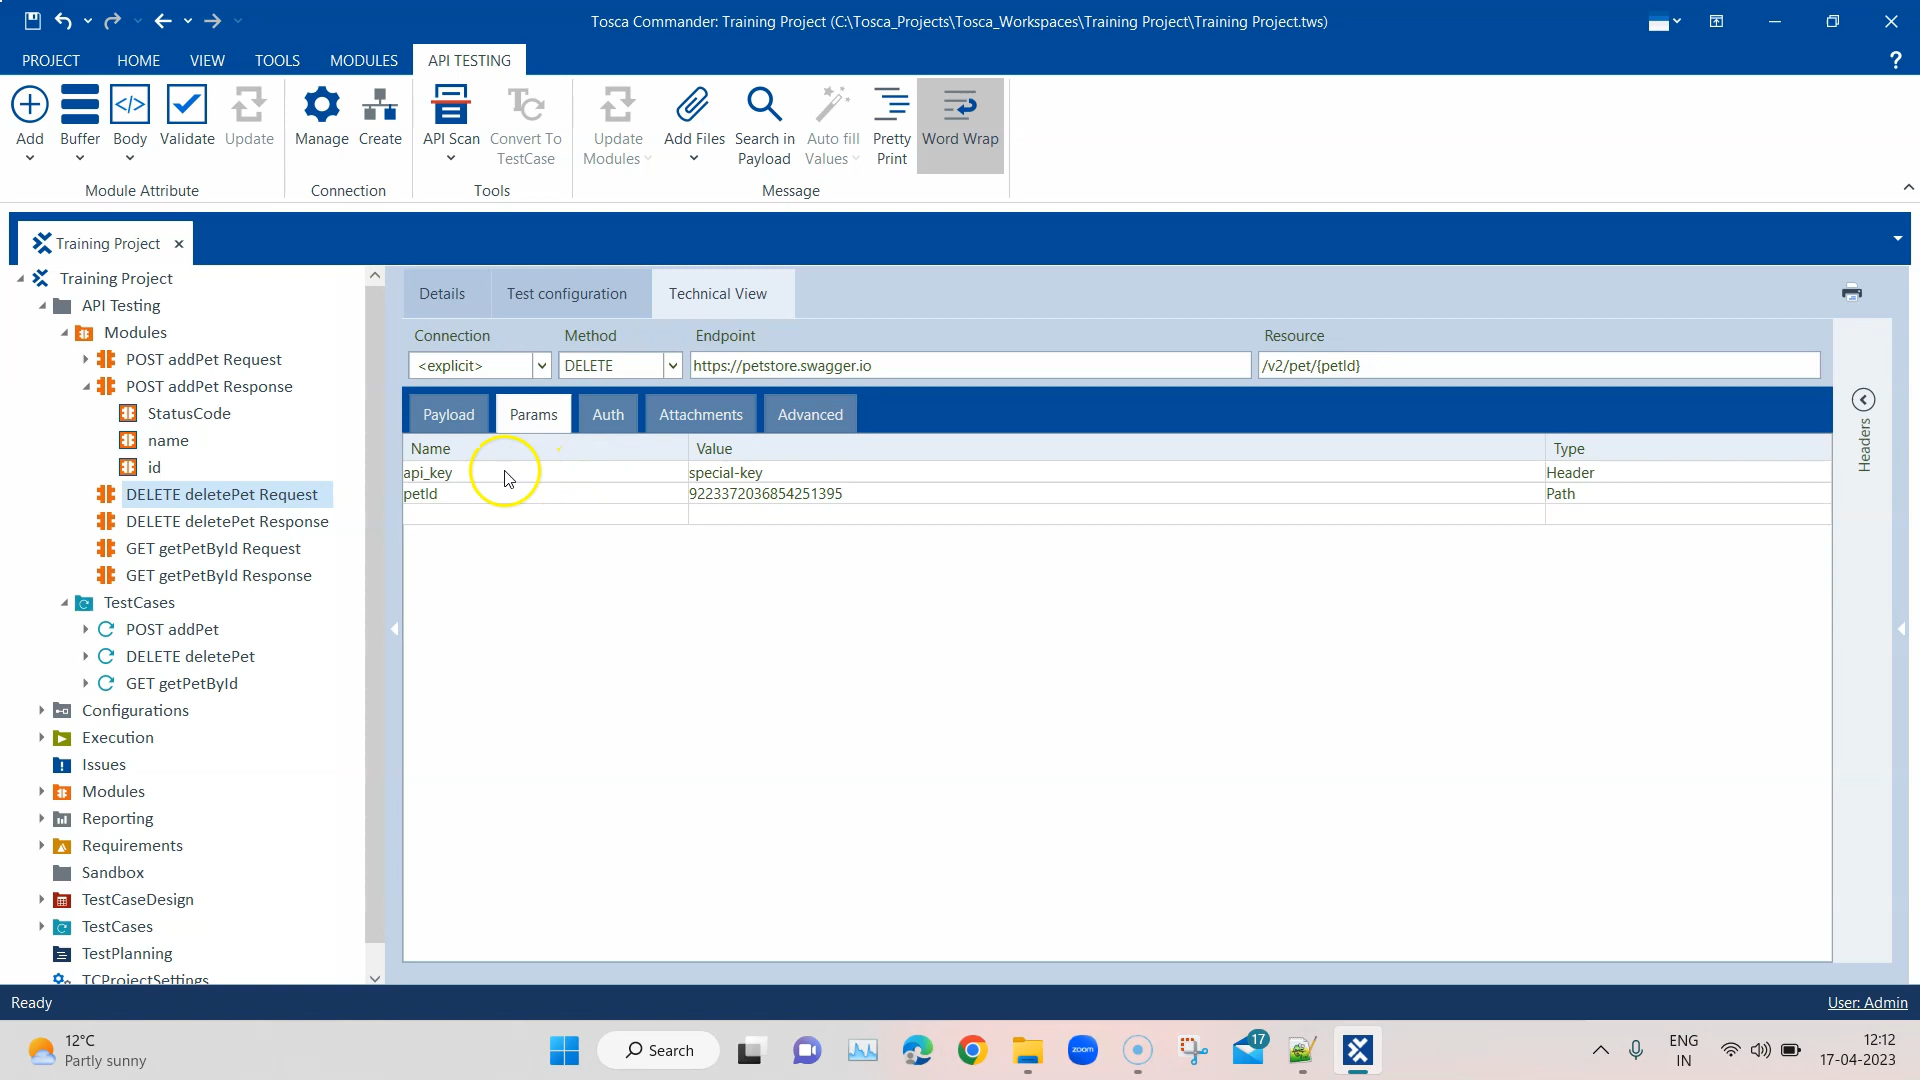 Tosca Commander: Training Project (C:\Tosca_Projects\Tosca_Workspaces\Training Project\Training Project.tws)
PROJECT HOME VIEW TOOLS MODULES API TESTING ?
Add Buffer Body Validate Update
Module Attribute
Manage Create
Connection
API Scan Convert To TestCase
Tools
Update Modules Add Files Search in Payload Auto fill Values Pretty Print Word Wrap
Message
Training Project
Training Project
API Testing
Modules
POST addPet Request
POST addPet Response
StatusCode
name
id
DELETE deletePet Request
DELETE deletePet Response
GET getPetById Request
GET getPetById Response
TestCases
POST addPet
DELETE deletePet
GET getPetById
Configurations
Execution
Issues
Modules
Reporting
Requirements
Sandbox
TestCaseDesign
TestCases
TestPlanning
TCProjectSettings
Details Test configuration Technical View
Connection Method Endpoint Resource
<explicit> DELETE https://petstore.swagger.io /v2/pet/{petId}
Payload Params Auth Attachments Advanced
Name Value Type
api_key special-key Header
petId 9223372036854251395 Path
Headers
Ready User: Admin
12°C
Partly sunny
Search
zoom
17
ENG
IN
12:12
17-04-2023